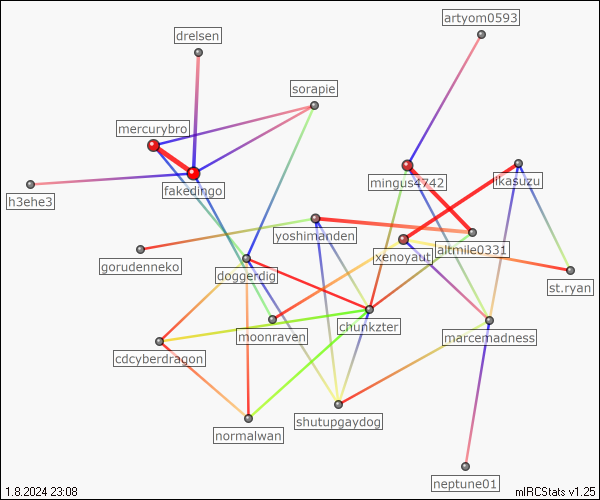 artyom0593
drelsen
sorapie
mercurybro
fakedingo
mingus4742
ikasuzu
h3ehe3
yoshimanden
altmile0331
xenoyaut
gorudenneko
doggerdig
st.ryan
moonraven
chunkzter
marcemadness
cdcyberdragon
shutupgaydog
normalwan
neptune01
1.8.2024 23:08
mIRCStats v1.25